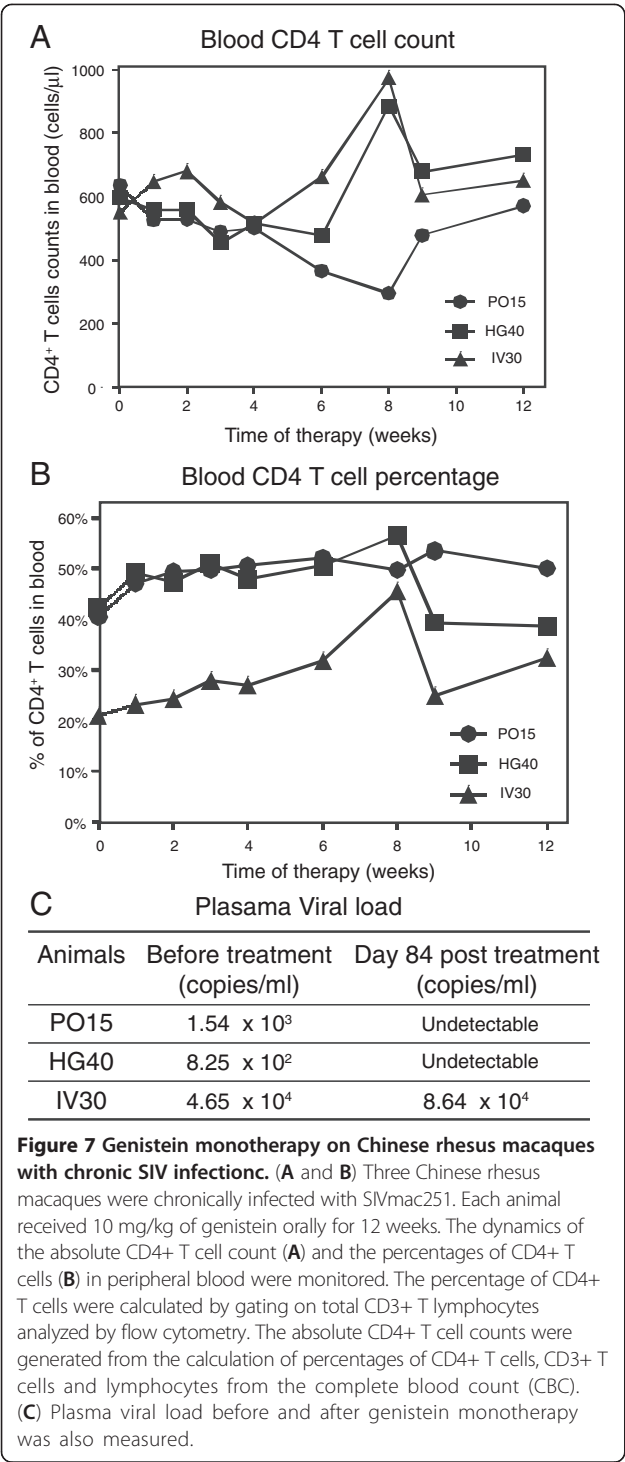 A
Blood CD4 T cell count
CD4+ T cells counts in blood (cells/μl)
1000
800
600
400
200
0
PO15
HG40
IV30
0 2 4 6 8 10 12
Time of therapy (weeks)
B
Blood CD4 T cell percentage
% of CD4+ T cells in blood
60%
50%
40%
30%
20%
10%
0%
PO15
HG40
IV30
0 2 4 6 8 10 12
Time of therapy (weeks)
C
Plasama Viral load
Animals Before treatment Day 84 post treatment
(copies/ml) (copies/ml)
PO15 1.54 x 10³ Undetectable
HG40 8.25 x 10² Undetectable
IV30 4.65 x 10⁴ 8.64 x 10⁴
Figure 7 Genistein monotherapy on Chinese rhesus macaques
with chronic SIV infectionc. (A and B) Three Chinese rhesus
macaques were chronically infected with SIVmac251. Each animal
received 10 mg/kg of genistein orally for 12 weeks. The dynamics of
the absolute CD4+ T cell count (A) and the percentages of CD4+ T
cells (B) in peripheral blood were monitored. The percentage of CD4+
T cells were calculated by gating on total CD3+ T lymphocytes
analyzed by flow cytometry. The absolute CD4+ T cell counts were
generated from the calculation of percentages of CD4+ T cells, CD3+ T
cells and lymphocytes from the complete blood count (CBC).
(C) Plasma viral load before and after genistein monotherapy
was also measured.